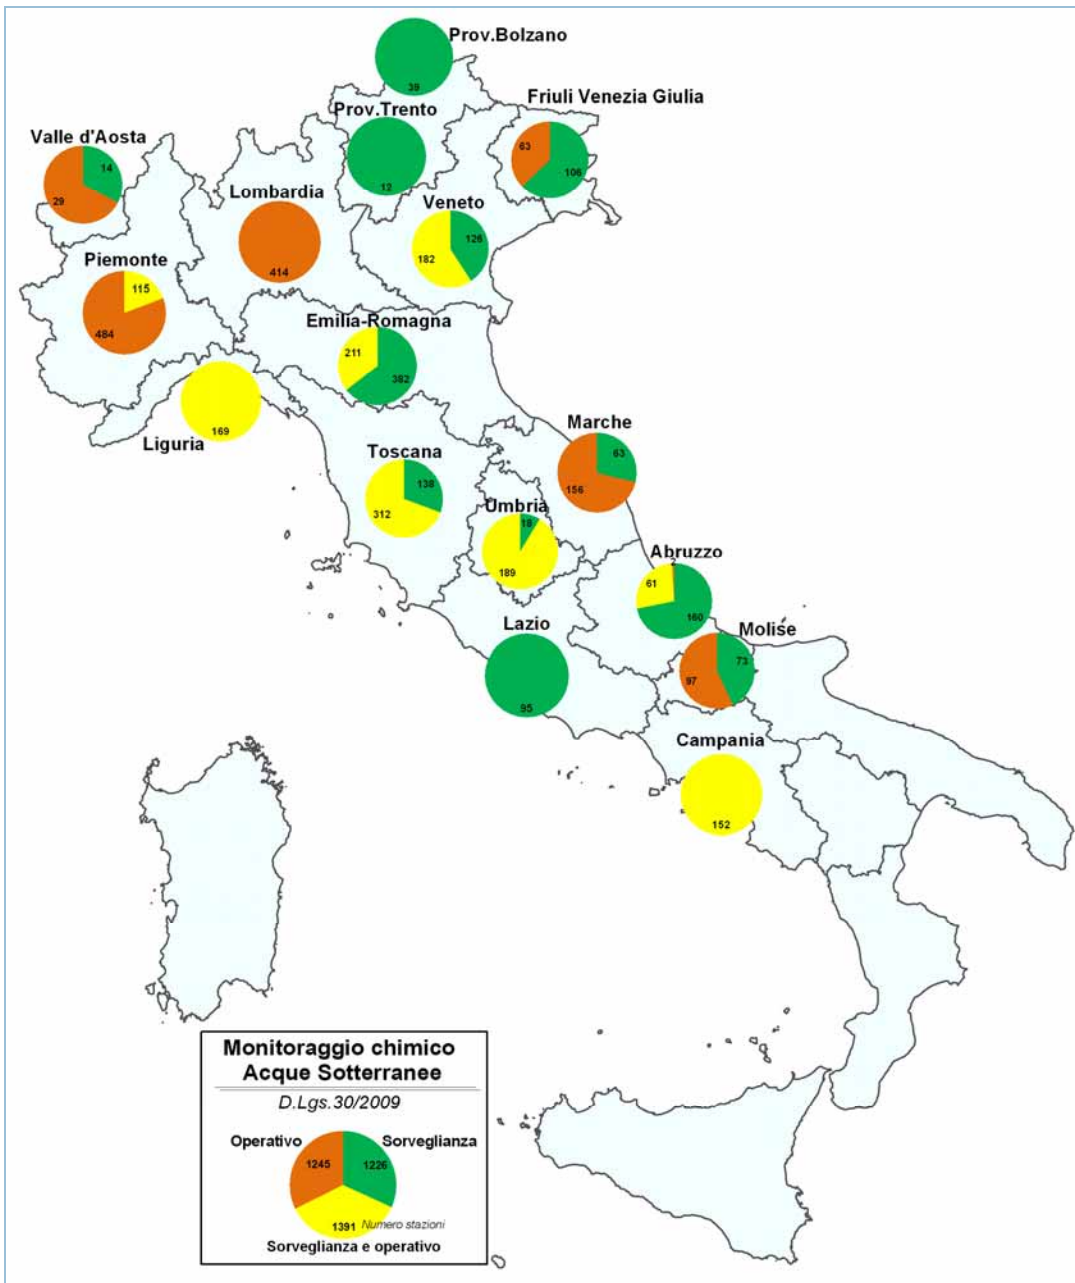 Prov.Bolzano
39
Prov.Trento
12
Friuli Venezia Giulia
63
106
Valle d'Aosta
14
29
Lombardia
414
Veneto
126
182
Piemonte
115
484
Emilia-Romagna
211
382
169
Liguria
Toscana
138
312
Marche
63
156
Umbria
18
189
Abruzzo
2
61
160
Lazio
95
Molise
73
97
Campania
152
Monitoraggio chimico
Acque Sotterranee
D.Lgs.30/2009
Operativo Sorveglianza
1245 1226
1391 Numero stazioni
Sorveglianza e operativo